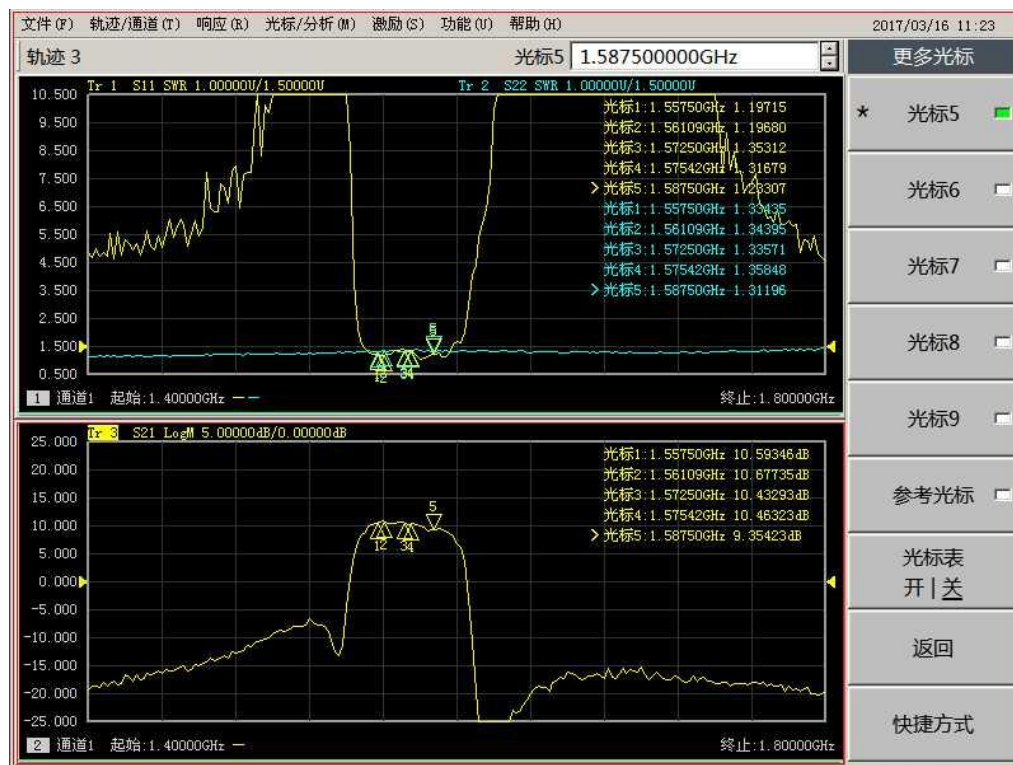 文件(F) 轨迹/通道(T) 响应(R) 光标/分析(M) 激励(S) 功能(U) 帮助(H) 2017/03/16 11:23
轨迹 3 光标5 1.587500000GHz
更多光标
Tr 1 S11 SWR 1.00000U/1.50000U Tr 2 S22 SWR 1.00000U/1.50000U
10.500
9.500
8.500
7.500
6.500
5.500
4.500
3.500
2.500
1.500
0.500
光标1:1.55750GHz 1.19715
光标2:1.56109GHz 1.19680
光标3:1.57250GHz 1.35312
光标4:1.57542GHz 1.31679
>光标5:1.58750GHz 1.23307
光标1:1.55750GHz 1.33435
光标2:1.56109GHz 1.34395
光标3:1.57250GHz 1.33571
光标4:1.57542GHz 1.35848
>光标5:1.58750GHz 1.31196
5
12 34
1 通道1 起始:1.40000GHz 终止:1.80000GHz
Tr 3 S21 LogM 5.00000dB/0.00000dB
25.000
20.000
15.000
10.000
5.000
0.000
-5.000
-10.000
-15.000
-20.000
-25.000
光标1:1.55750GHz 10.59346dB
光标2:1.56109GHz 10.67735dB
光标3:1.57250GHz 10.43293dB
光标4:1.57542GHz 10.46323dB
>光标5:1.58750GHz 9.35423dB
5
12 34
2 通道1 起始:1.40000GHz 终止:1.80000GHz
* 光标5
光标6
光标7
光标8
光标9
参考光标
光标表
开 | 关
返回
快捷方式